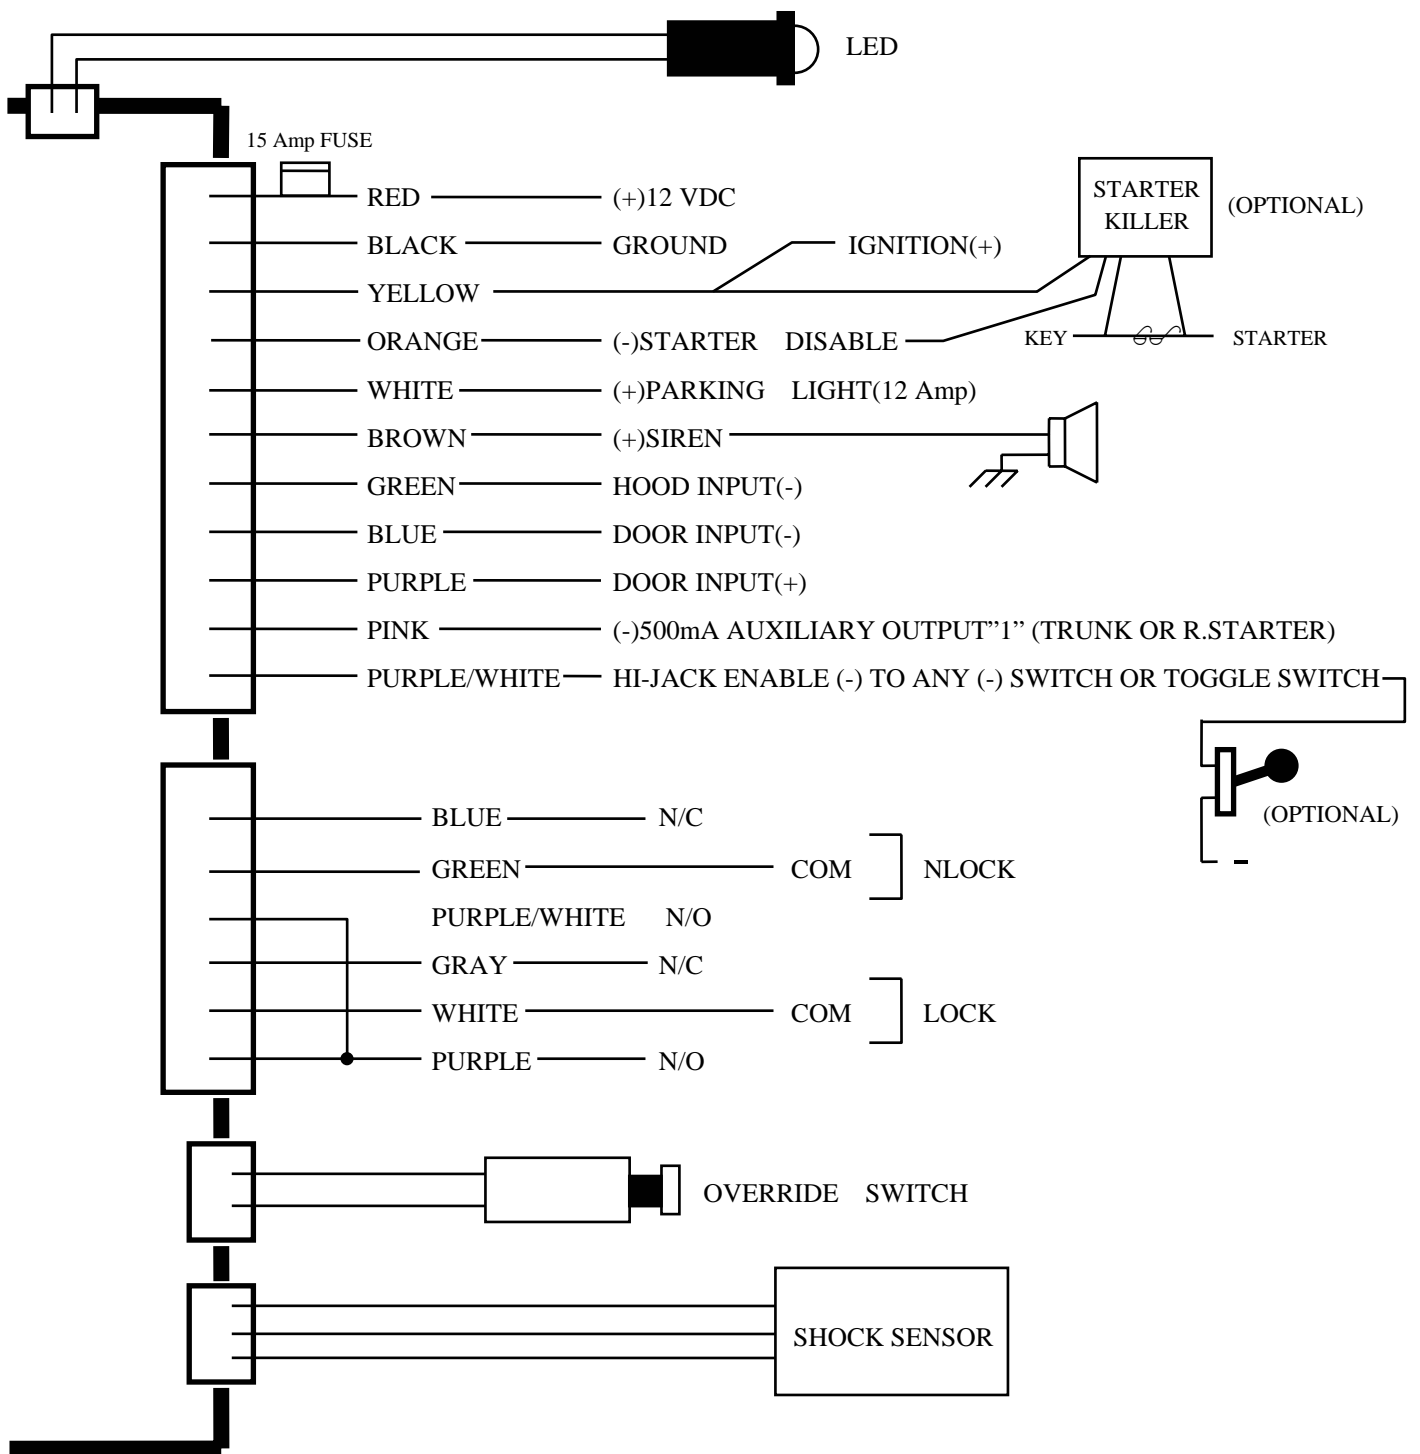 LED
15 Amp FUSE
RED (+)12 VDC
STARTER
KILLER
(OPTIONAL)
BLACK GROUND IGNITION(+)
YELLOW
ORANGE (-)STARTER DISABLE KEY STARTER
WHITE (+)PARKING LIGHT(12 Amp)
BROWN (+)SIREN
GREEN HOOD INPUT(-)
BLUE DOOR INPUT(-)
PURPLE DOOR INPUT(+)
PINK (-)500mA AUXILIARY OUTPUT”1” (TRUNK OR R.STARTER)
PURPLE/WHITE HI-JACK ENABLE (-) TO ANY (-) SWITCH OR TOGGLE SWITCH
(OPTIONAL)
-
BLUE N/C
GREEN COM NLOCK
PURPLE/WHITE N/O
GRAY N/C
WHITE COM LOCK
PURPLE N/O
OVERRIDE SWITCH
SHOCK SENSOR